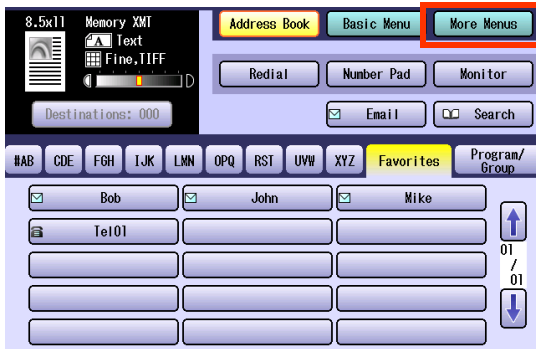 8.5x11 Memory XMT
A Text
Fine,TIFF
D
Destinations: 000
Address Book Basic Menu More Menus
Redial Number Pad Monitor
Email Search
#AB CDE FGH IJK LMN OPQ RST UVW XYZ Favorites Program/
Group
Bob John Mike
Tel01
01
/
01